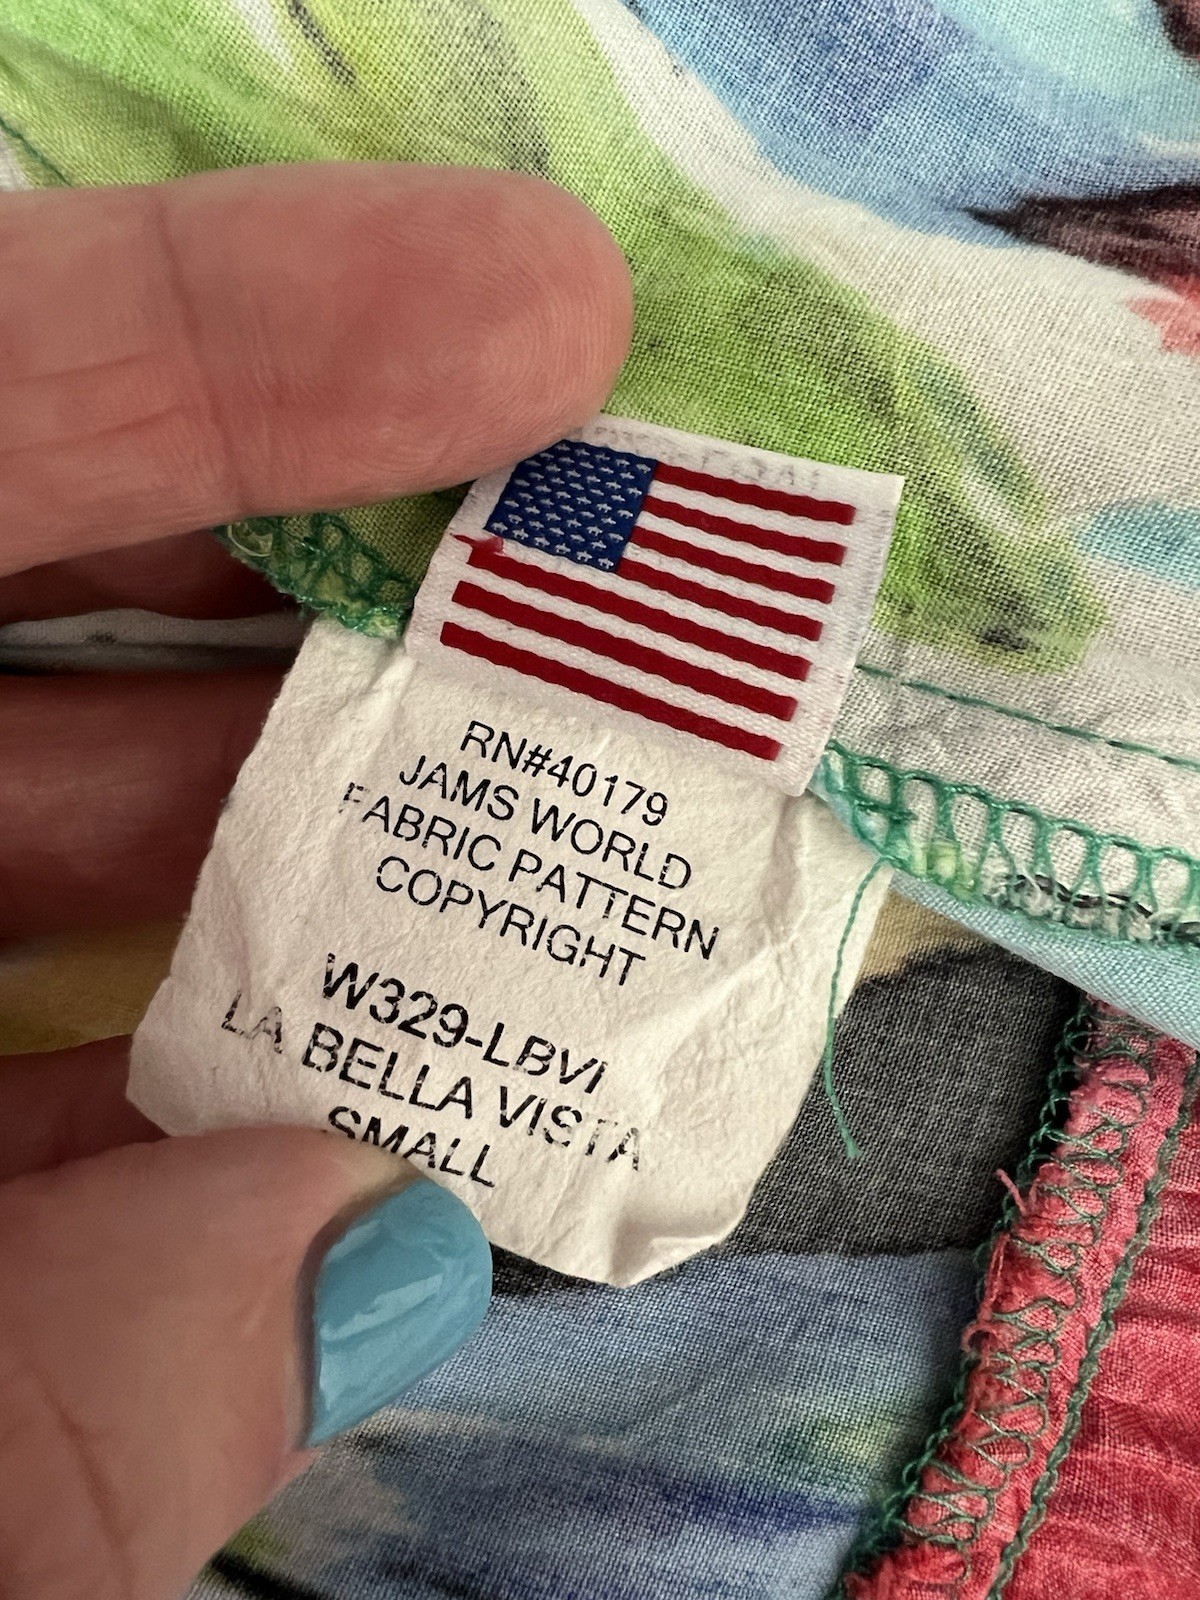 RN#40179
JAMS WORLD
FABRIC PATTERN
COPYRIGHT
W329-LBVI
LA BELLA VISTA
SMALL